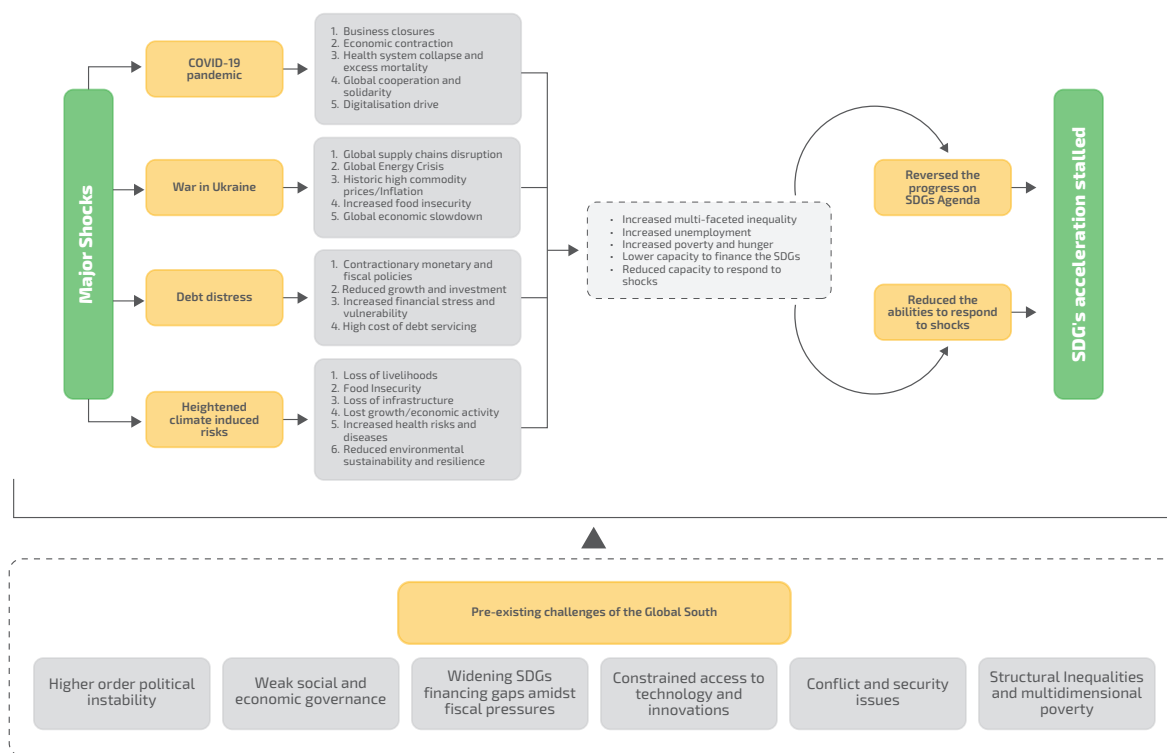 Major Shocks
COVID-19
pandemic
1. Business closures
2. Economic contraction
3. Health system collapse and
excess mortality
4. Global cooperation and
solidarity
5. Digitalisation drive
War in Ukraine
1. Global supply chains disruption
2. Global Energy Crisis
3. Historic high commodity
prices/Inflation
4. Increased food insecurity
5. Global economic slowdown
Debt distress
1. Contractionary monetary and
fiscal policies
2. Reduced growth and investment
3. Increased financial stress and
vulnerability
4. High cost of debt servicing
Heightened
climate induced
risks
1. Loss of livelihoods
2. Food Insecurity
3. Loss of infrastructure
4. Lost growth/economic activity
5. Increased health risks and
diseases
6. Reduced environmental
sustainability and resilience
• Increased multi-faceted inequality
• Increased unemployment
• Increased poverty and hunger
• Lower capacity to finance the SDGs
• Reduced capacity to respond to
shocks
Reversed the
progress on
SDGs Agenda
Reduced the
abilities to respond
to shocks
SDG's acceleration stalled
Pre-existing challenges of the Global South
Higher order political
instability
Weak social and
economic governance
Widening SDGs
financing gaps amidst
fiscal pressures
Constrained access to
technology and
innovations
Conflict and security
issues
Structural Inequalities
and multidimensional
poverty